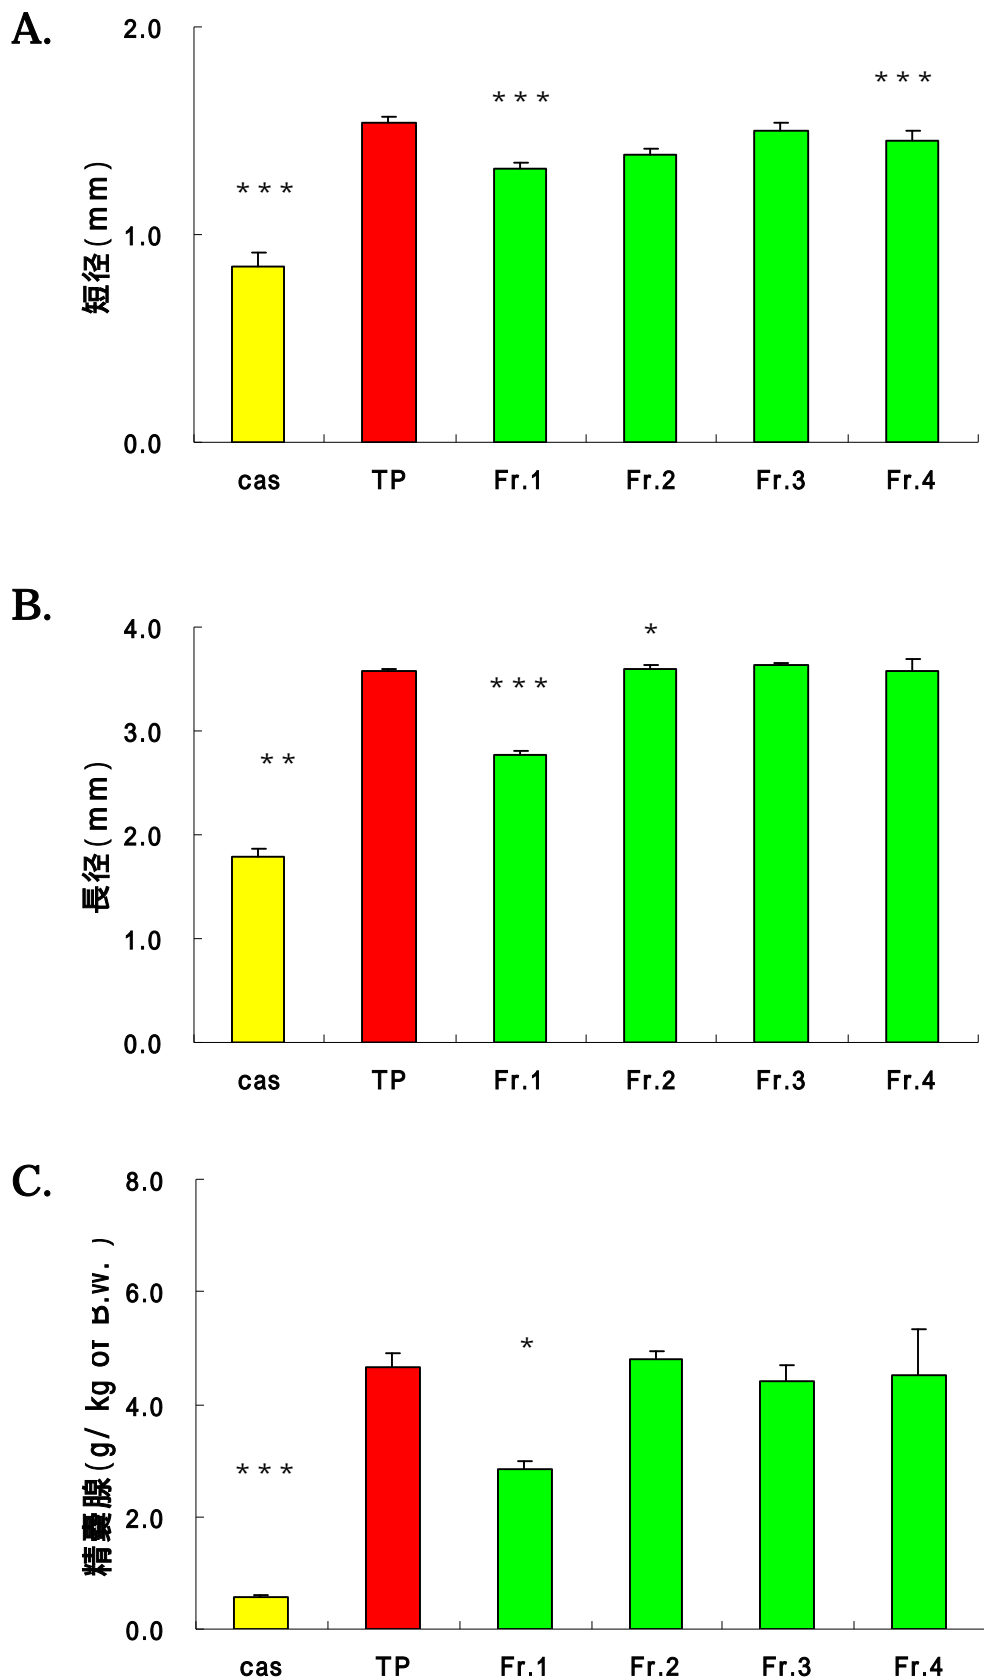 A.
短径(mm)
2.0
1.0
0.0
***
***
***
cas TP Fr.1 Fr.2 Fr.3 Fr.4
B.
長径(mm)
4.0
3.0
2.0
1.0
0.0
**
***
*
cas TP Fr.1 Fr.2 Fr.3 Fr.4
C.
精嚢腺(g/ kg of B.w. )
8.0
6.0
4.0
2.0
0.0
***
*
cas TP Fr.1 Fr.2 Fr.3 Fr.4